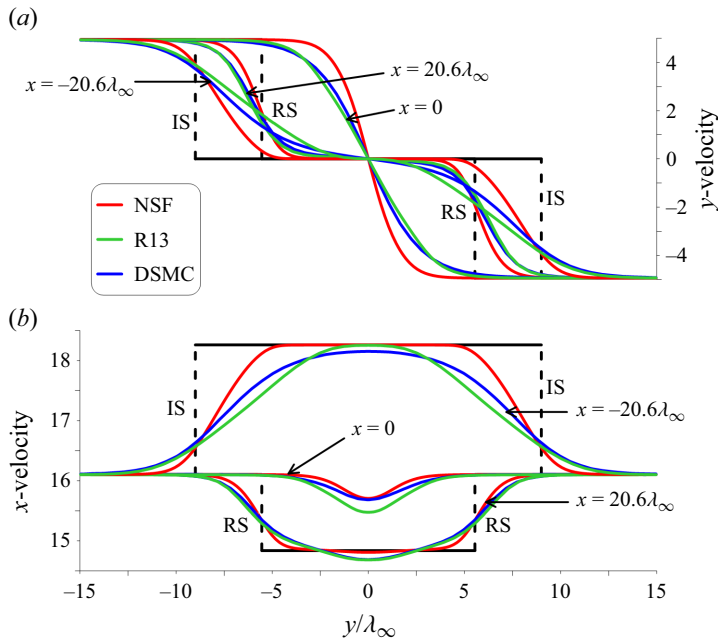 (a)
x = –20.6λ∞
IS
RS
x = 20.6λ∞
x = 0
4
2
0
–2
–4
y-velocity
RS
IS
NSF
R13
DSMC
(b)
18
17
16
15
x-velocity
IS
IS
x = 0
x = –20.6λ∞
x = 20.6λ∞
RS
RS
–15
–10
–5
0
5
10
15
y/λ∞